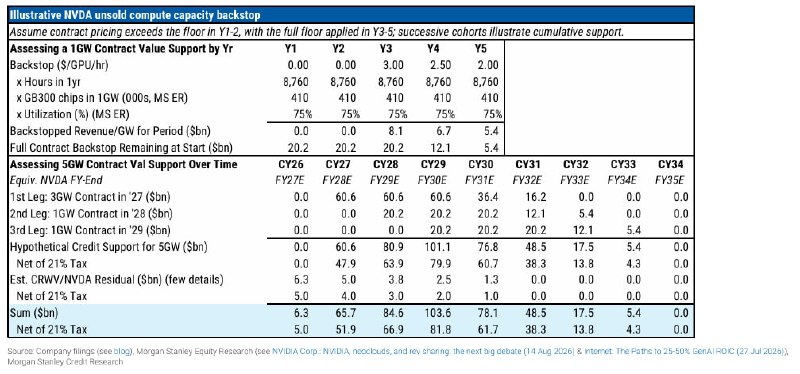 Illustrative NVDA unsold compute capacity backstop
Assume contract pricing exceeds the floor in Y1-2, with the full floor applied in Y3-5; successive cohorts illustrate cumulative support.
Assessing a 1GW Contract Value Support by Yr Y1 Y2 Y3 Y4 Y5
Backstop ($/GPU/hr) 0.00 0.00 3.00 2.50 2.00
x Hours in 1yr 8,760 8,760 8,760 8,760 8,760
x GB300 chips in 1GW (000s, MS ER) 410 410 410 410 410
x Utilization (%) (MS ER) 75% 75% 75% 75% 75%
Backstopped Revenue/GW for Period ($bn) 0.0 0.0 8.1 6.7 5.4
Full Contract Backstop Remaining at Start ($bn) 20.2 20.2 20.2 12.1 5.4
Assessing 5GW Contract Val Support Over Time CY26 CY27 CY28 CY29 CY30 CY31 CY32 CY33 CY34
Equiv. NVDA FY-End FY27E FY28E FY29E FY30E FY31E FY32E FY33E FY34E FY35E
1st Leg: 3GW Contract in '27 ($bn) 0.0 60.6 60.6 60.6 36.4 16.2 0.0 0.0 0.0
2nd Leg: 1GW Contract in '28 ($bn) 0.0 0.0 20.2 20.2 20.2 12.1 5.4 0.0 0.0
3rd Leg: 1GW Contract in '29 ($bn) 0.0 0.0 0.0 20.2 20.2 20.2 12.1 5.4 0.0
Hypothetical Credit Support for 5GW ($bn) 0.0 60.6 80.9 101.1 76.8 48.5 17.5 5.4 0.0
Net of 21% Tax 0.0 47.9 63.9 79.9 60.7 38.3 13.8 4.3 0.0
Est. CRWV/NVDA Residual ($bn) (few details) 6.3 5.0 3.8 2.5 1.3 0.0 0.0 0.0 0.0
Net of 21% Tax 5.0 4.0 3.0 2.0 1.0 0.0 0.0 0.0 0.0
Sum ($bn) 6.3 65.7 84.6 103.6 78.1 48.5 17.5 5.4 0.0
Net of 21% Tax 5.0 51.9 66.9 81.8 61.7 38.3 13.8 4.3 0.0
Source: Company filings (see blog), Morgan Stanley Equity Research (see NVIDIA Corp.: NVIDIA, neoclouds, and rev sharing: the next big debate (14 Aug 2026) & Internet: The Paths to 25-50% GenAI ROIC (27 Jul 2026)),
Morgan Stanley Credit Research